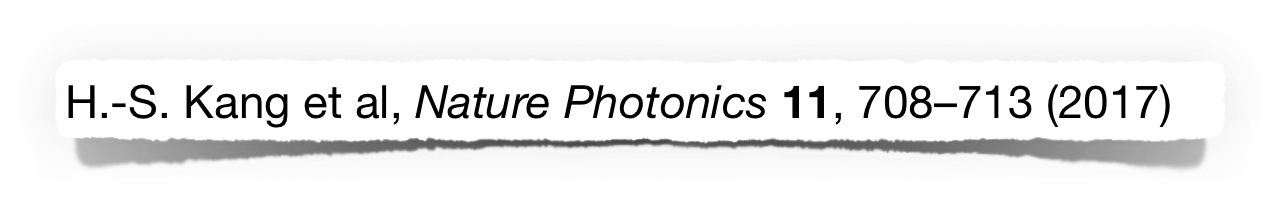 H.-S. Kang et al, Nature Photonics 11, 708–713 (2017)